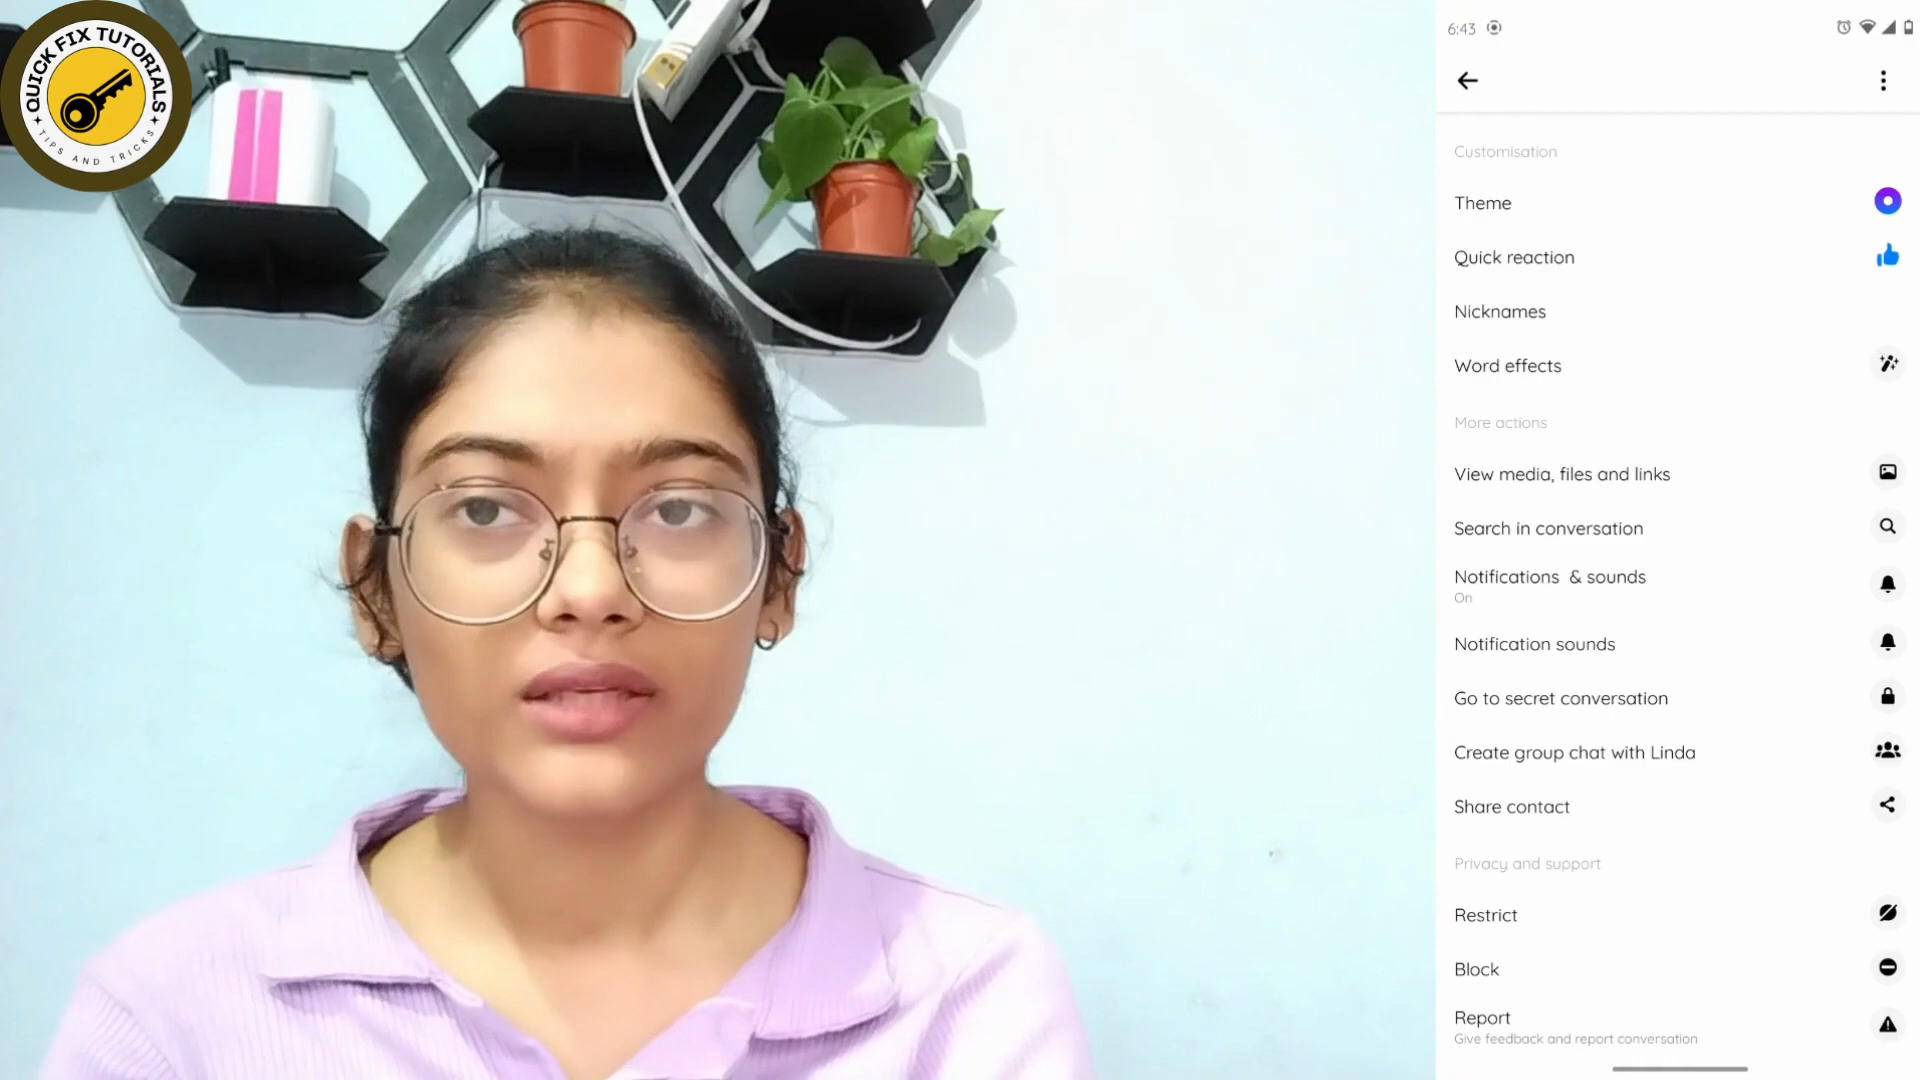 QUICK FIX TUTORIALS
TIPS AND TRICKS
6:43
Customisation
Theme
Quick reaction
Nicknames
Word effects
More actions
View media, files and links
Search in conversation
Notifications & sounds
On
Notification sounds
Go to secret conversation
Create group chat with Linda
Share contact
Privacy and support
Restrict
Block
Report
Give feedback and report conversation